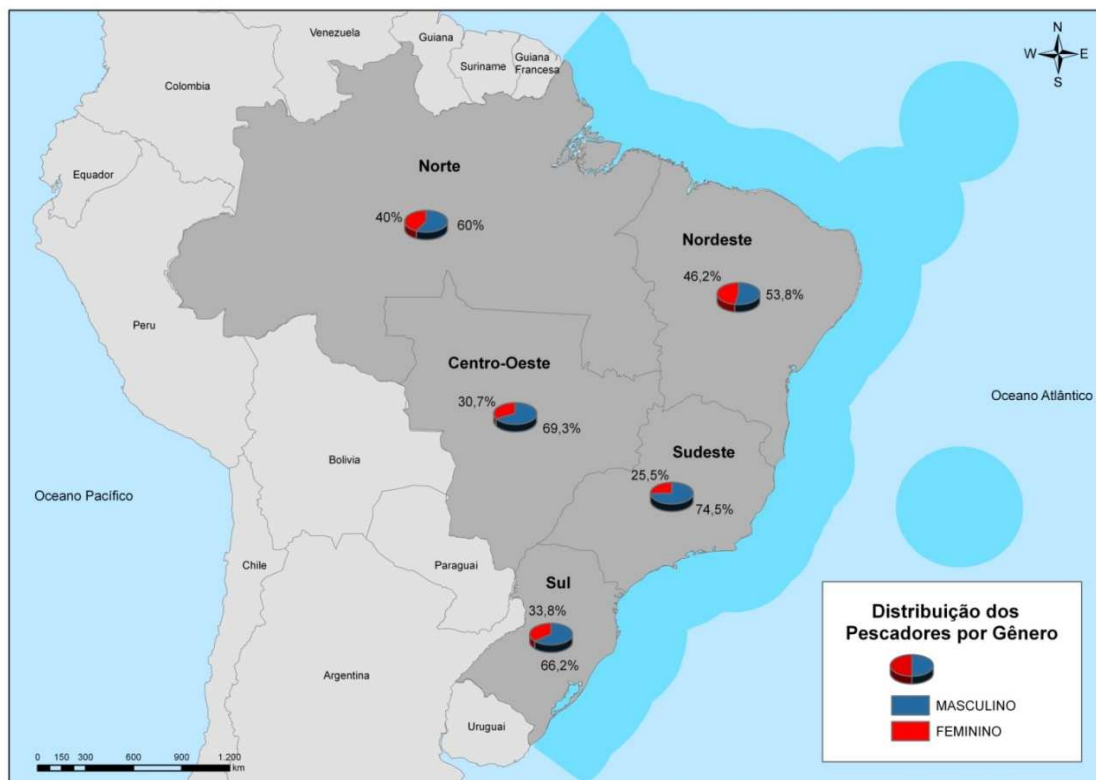 Venezuela
Guiana
Suriname
Guiana
Francesa
Colombia
N
W E
S
Equador
Norte
40% 60%
Nordeste
46,2% 53,8%
Peru
Centro-Oeste
30,7%
69,3%
Oceano Atlântico
Bolivia
Sudeste
25,5%
74,5%
Oceano Pacífico
Chile
Paraguai
Sul
33,8%
66,2%
Argentina
Uruguai
Distribuição dos
Pescadores por Gênero
MASCULINO
FEMININO
0 150 300 600 900 1.200
km